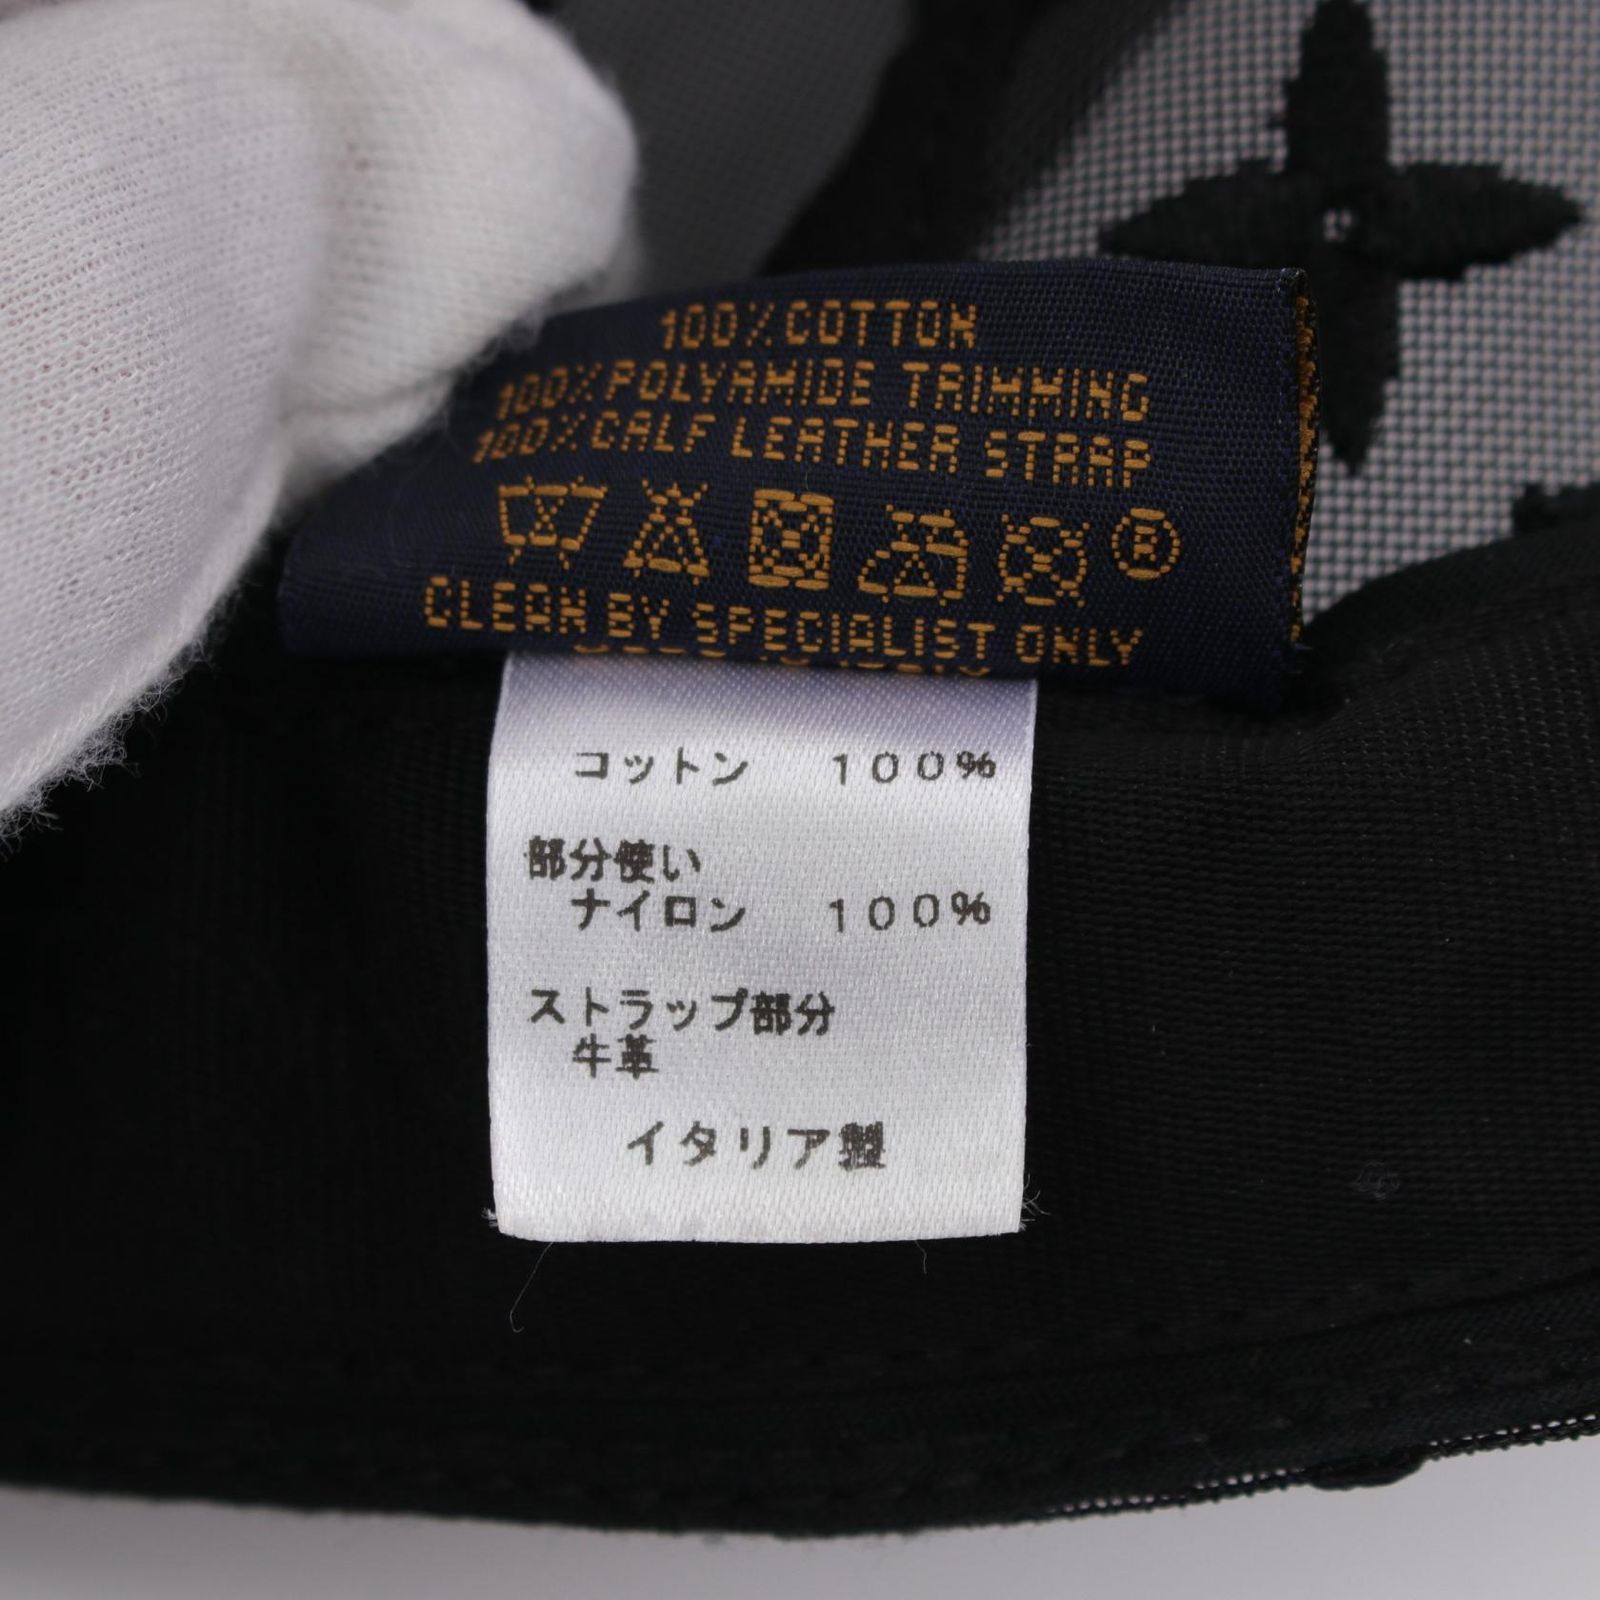 100% COTTON
100% POLYAMIDE TRIMMING
100% CALF LEATHER STRAP
®
CLEAN BY SPECIALIST ONLY
コットン 100%
部分使い
ナイロン 100%
ストラップ部分
牛革
イタリア製